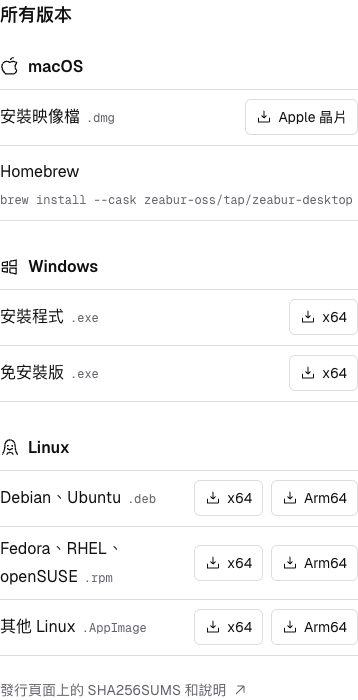 所有版本
macOS
安裝映像檔 .dmg Apple 晶片
Homebrew
brew install --cask zeabur-oss/tap/zeabur-desktop
Windows
安裝程式 .exe x64
免安裝版 .exe x64
Linux
Debian、Ubuntu .deb x64 Arm64
Fedora、RHEL、
openSUSE .rpm x64 Arm64
其他 Linux .AppImage x64 Arm64
發行頁面上的 SHA256SUMS 和說明 ↗